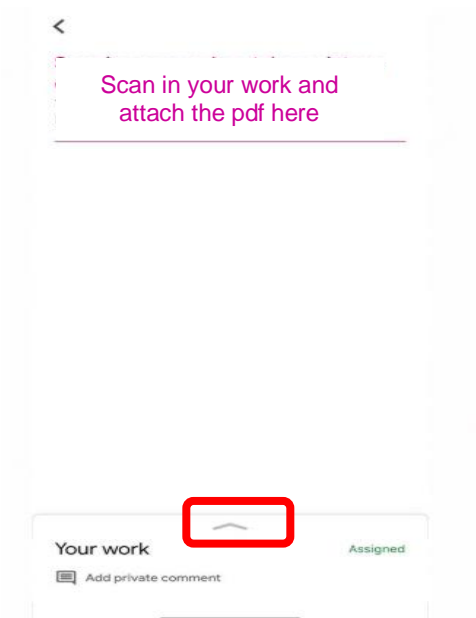 Scan in your work and
attach the pdf here
Your work
Assigned
Add private comment